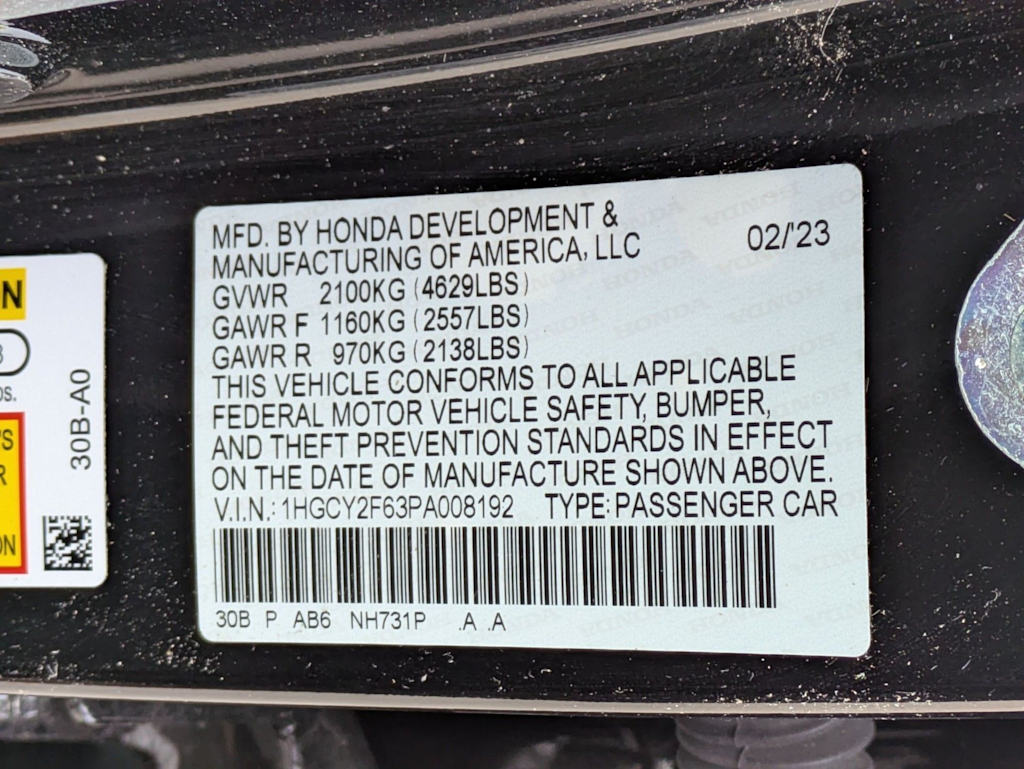 MFD. BY HONDA DEVELOPMENT &
MANUFACTURING OF AMERICA, LLC 02/'23
GVWR 2100KG (4629LBS)
GAWR F 1160KG (2557LBS)
GAWR R 970KG (2138LBS)
THIS VEHICLE CONFORMS TO ALL APPLICABLE
FEDERAL MOTOR VEHICLE SAFETY, BUMPER,
AND THEFT PREVENTION STANDARDS IN EFFECT
ON THE DATE OF MANUFACTURE SHOWN ABOVE.
V.I.N.: 1HGCY2F63PA008192 TYPE: PASSENGER CAR
30B P AB6 NH731P .A .A
30B-A0